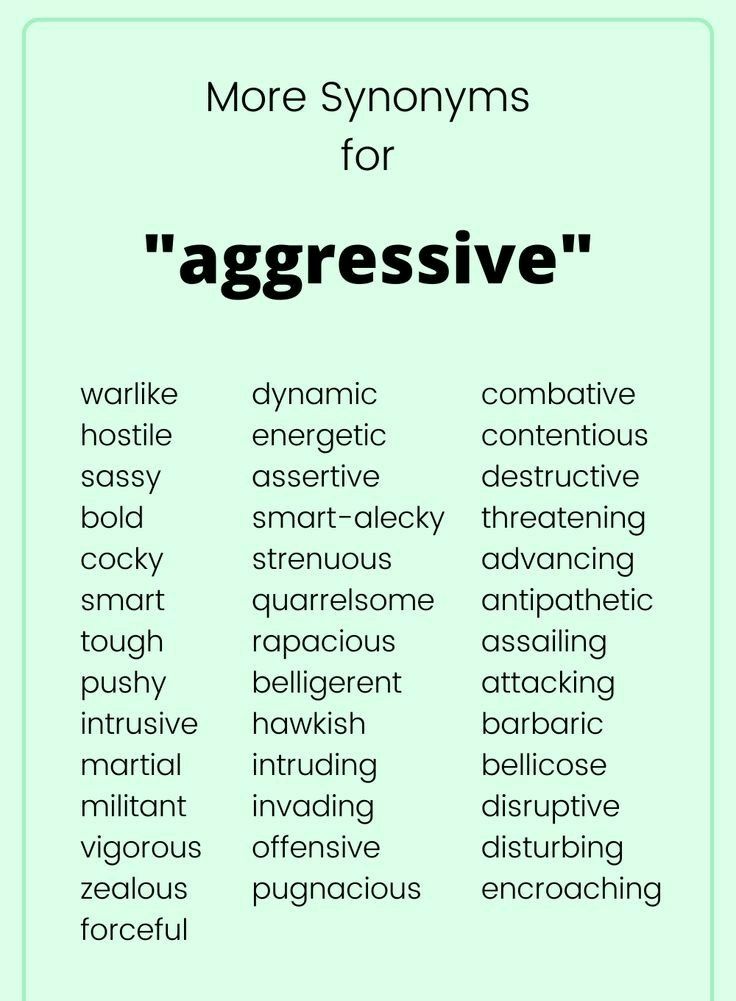 More Synonyms
for
"aggressive"
warlike
hostile
sassy
bold
cocky
smart
tough
pushy
intrusive
martial
militant
vigorous
zealous
forceful
dynamic
energetic
assertive
smart-alecky
strenuous
quarrelsome
rapacious
belligerent
hawkish
intruding
invading
offensive
pugnacious
combative
contentious
destructive
threatening
advancing
antipathetic
assailing
attacking
barbaric
bellicose
disruptive
disturbing
encroaching